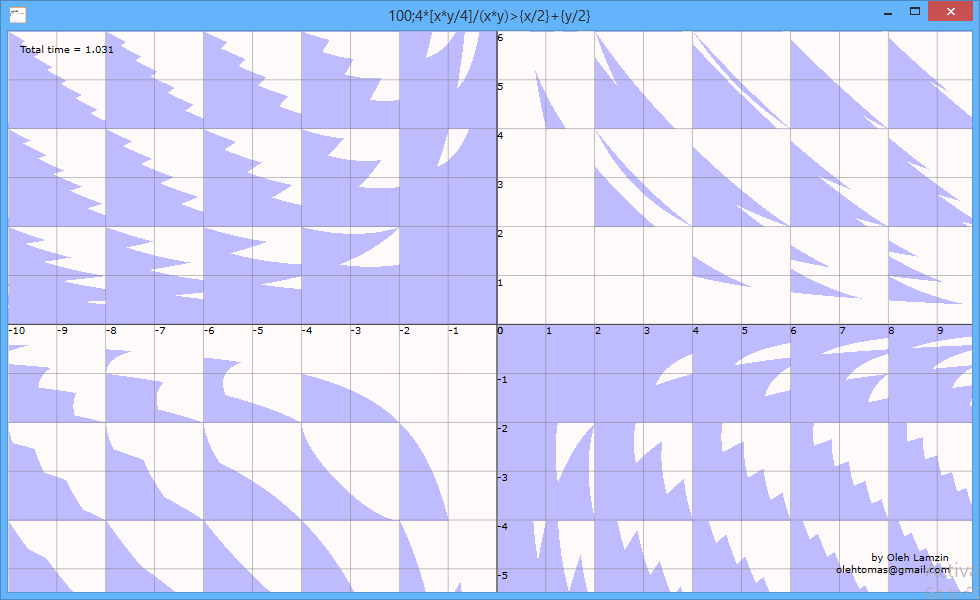 100;4*[x*y/4]/(x*y)>{x/2}+{y/2}
Total time = 1.031
6
5
4
3
2
1
-10 -9 -8 -7 -6 -5 -4 -3 -2 -1 0 1 2 3 4 5 6 7 8 9
-1
-2
-3
-4
-5
by Oleh Lamzin
olehtomas@gmail.com